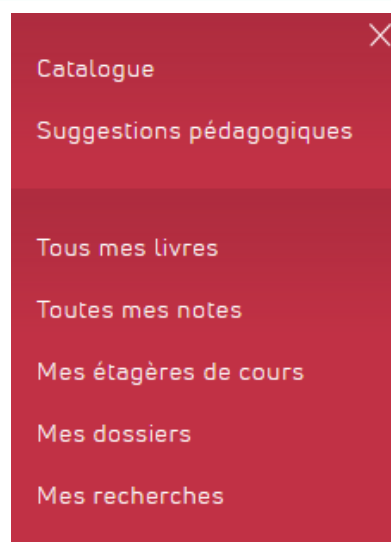 Catalogue
Suggestions pédagogiques
Tous mes livres
Toutes mes notes
Mes étagères de cours
Mes dossiers
Mes recherches